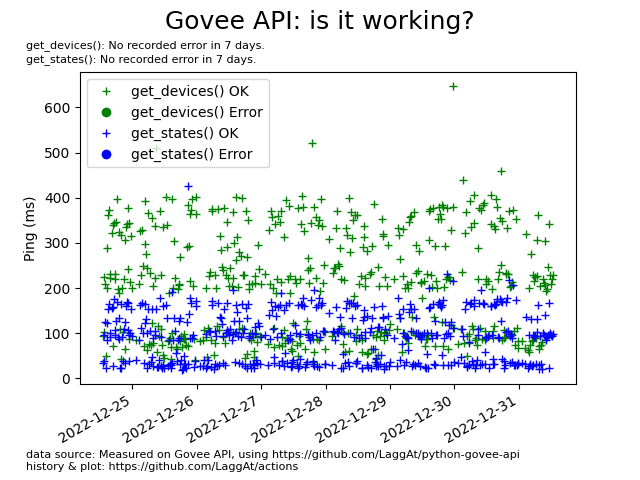 Govee API: is it working?
get_devices(): No recorded error in 7 days.
get_states(): No recorded error in 7 days.
get_devices() OK
get_devices() Error
get_states() OK
get_states() Error
Ping (ms)
600
500
400
300
200
100
0
2022-12-25
2022-12-26
2022-12-27
2022-12-28
2022-12-29
2022-12-30
2022-12-31
data source: Measured on Govee API, using https://github.com/LaggAt/python-govee-api
history & plot: https://github.com/LaggAt/actions